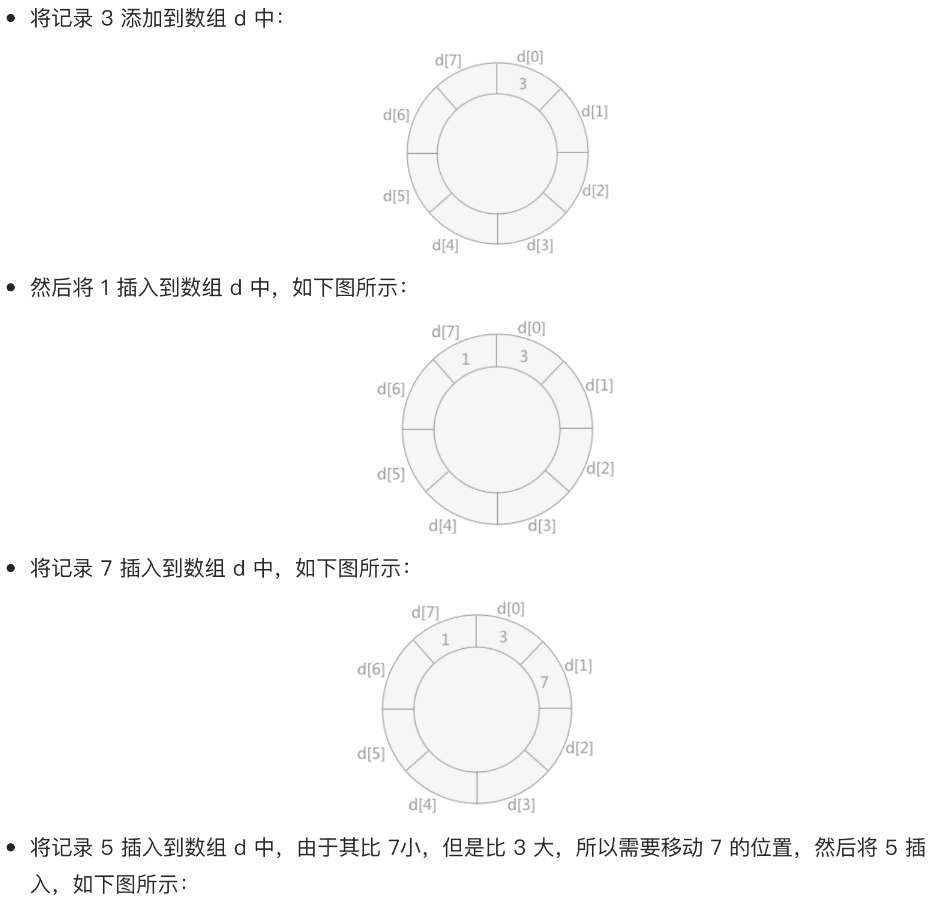 将记录 3 添加到数组 d 中：
d[7] d[0]
3
d[6] d[1]
d[5] d[2]
d[4] d[3]
然后将 1 插入到数组 d 中，如下图所示：
d[7] d[0]
1 3
d[6] d[1]
d[5] d[2]
d[4] d[3]
将记录 7 插入到数组 d 中，如下图所示：
d[7] d[0]
1 3
d[6] d[1]
7
d[5] d[2]
d[4] d[3]
将记录 5 插入到数组 d 中，由于其比 7小，但是比 3 大，所以需要移动 7 的位置，然后将 5 插
入，如下图所示：